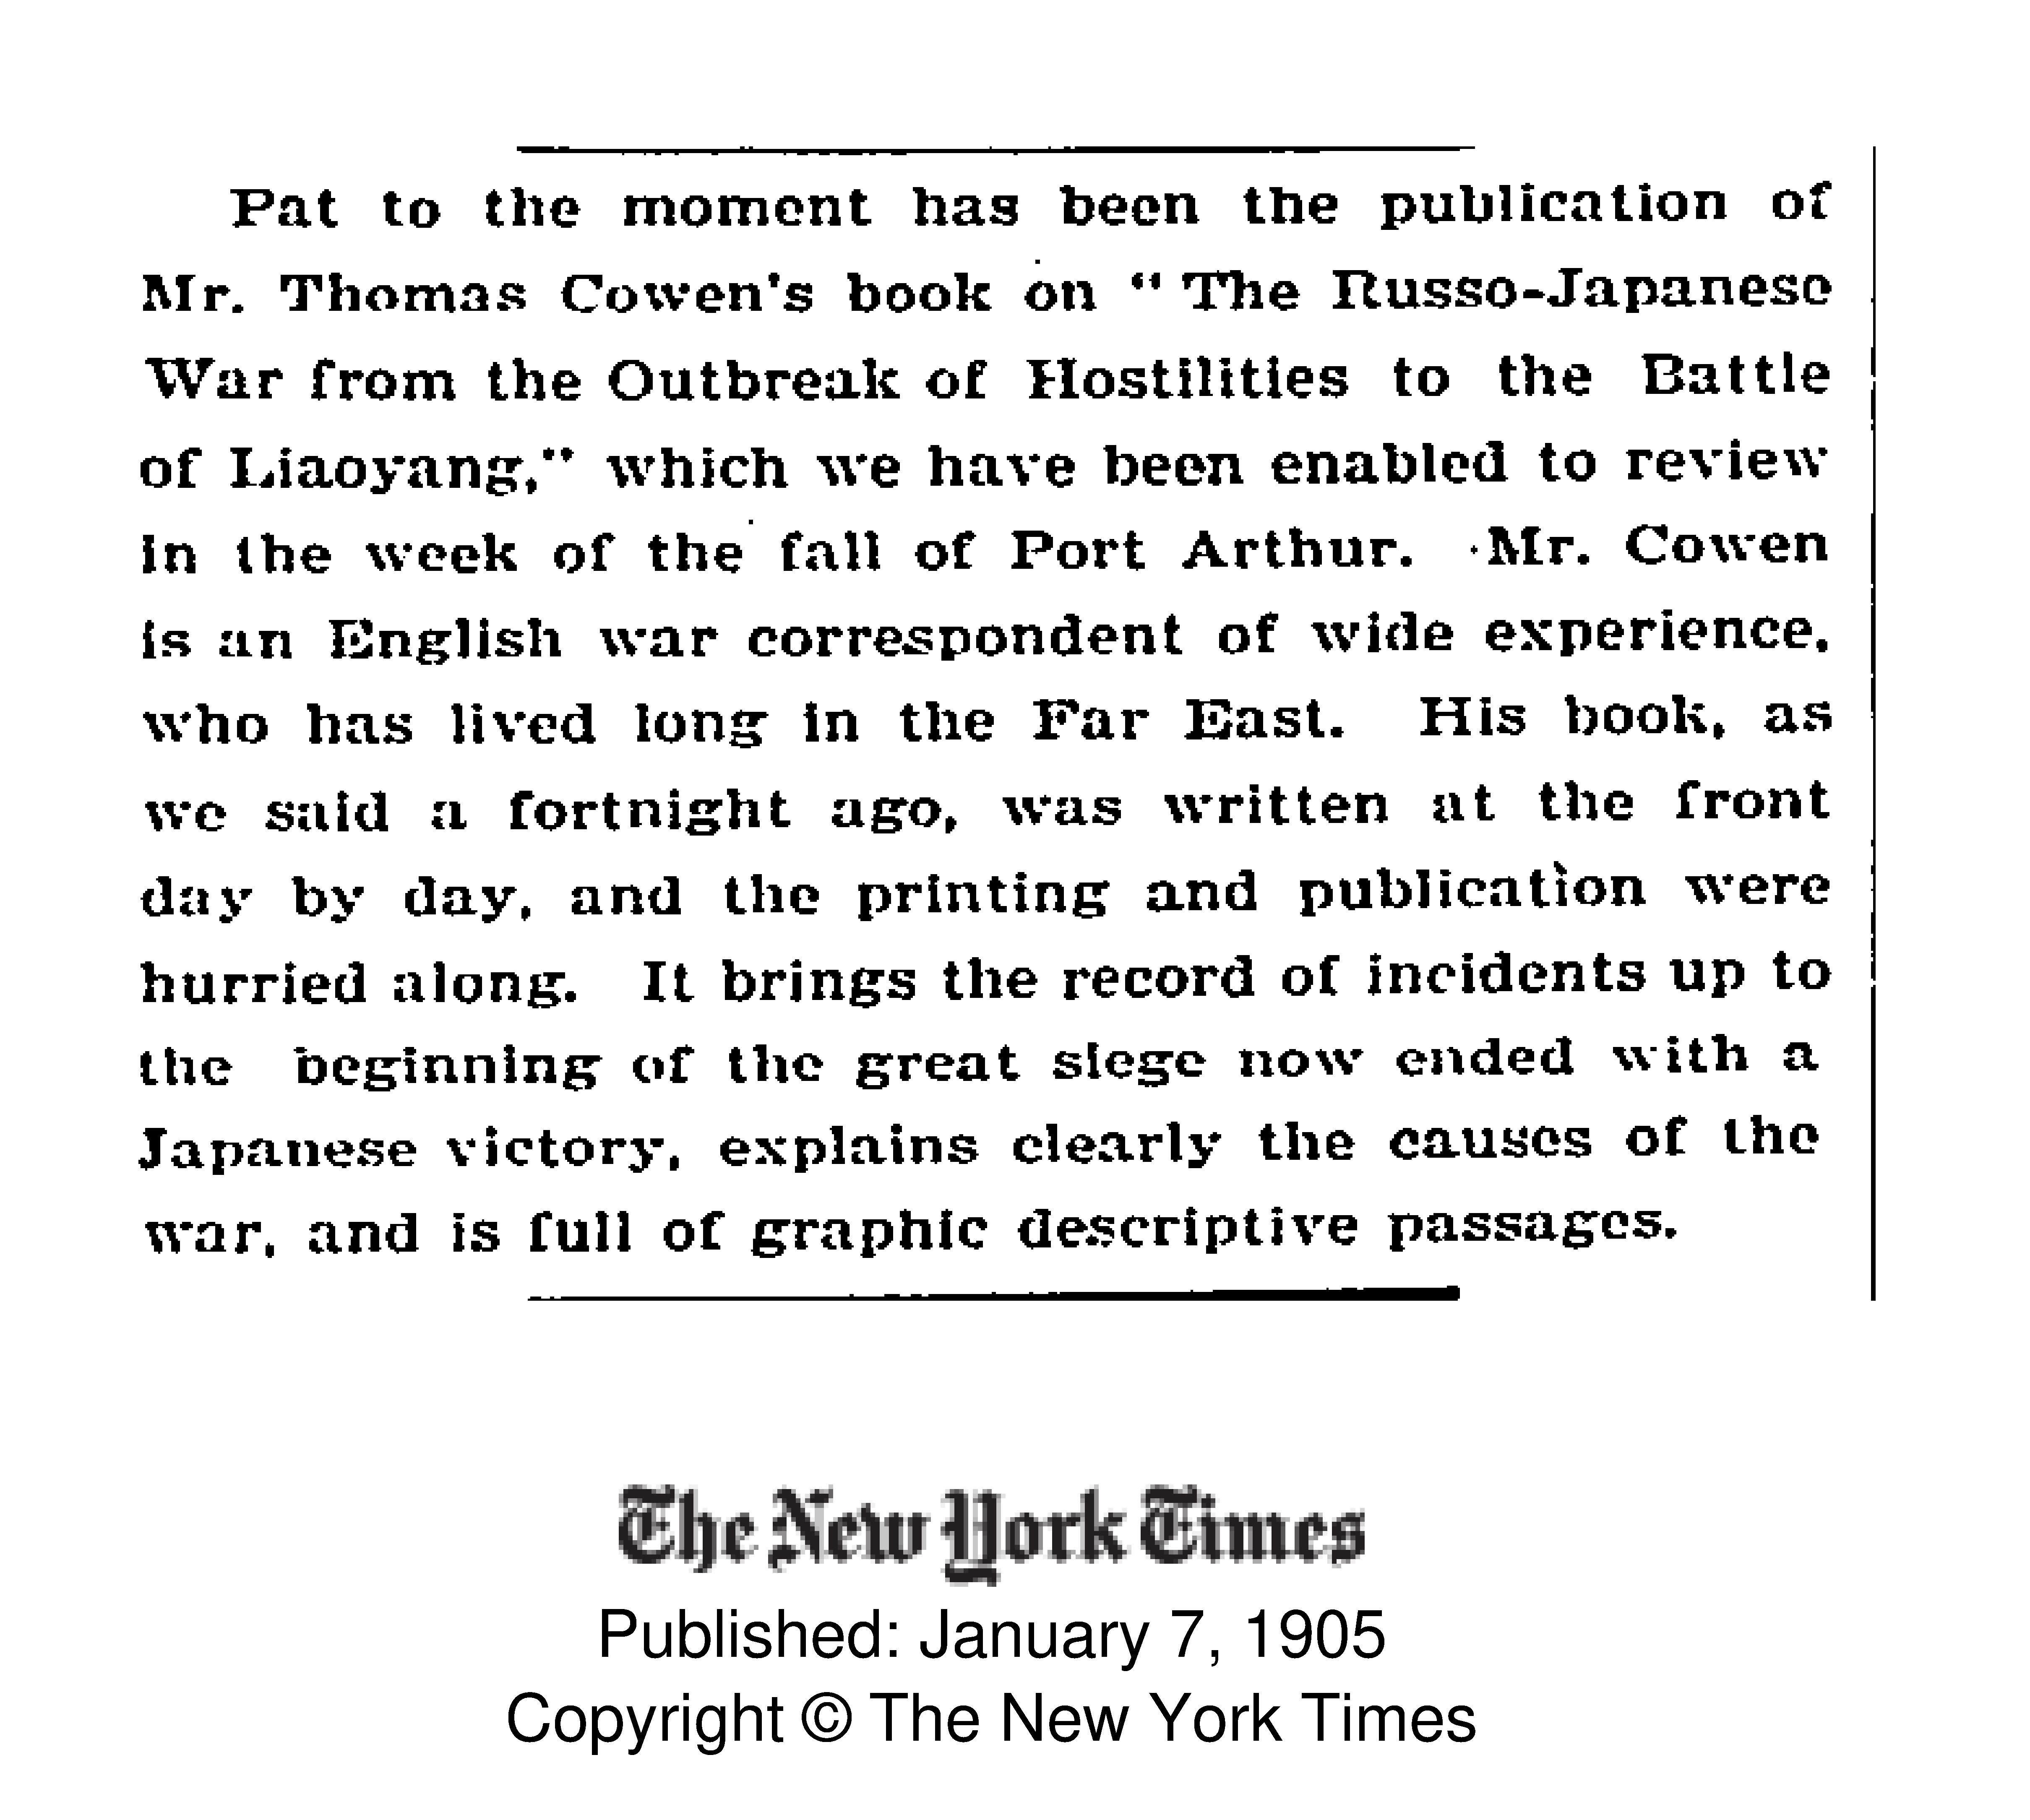 Pat to the moment has been the publication of
Mr. Thomas Cowen's book on "The Russo-Japanese
War from the Outbreak of Hostilities to the Battle
of Liaoyang," which we have been enabled to review
in the week of the fall of Port Arthur. Mr. Cowen
is an English war correspondent of wide experience,
who has lived long in the Far East. His book, as
we said a fortnight ago, was written at the front
day by day, and the printing and publication were
hurried along. It brings the record of incidents up to
the beginning of the great siege now ended with a
Japanese victory, explains clearly the causes of the
war, and is full of graphic descriptive passages.
The New York Times
Published: January 7, 1905
Copyright © The New York Times